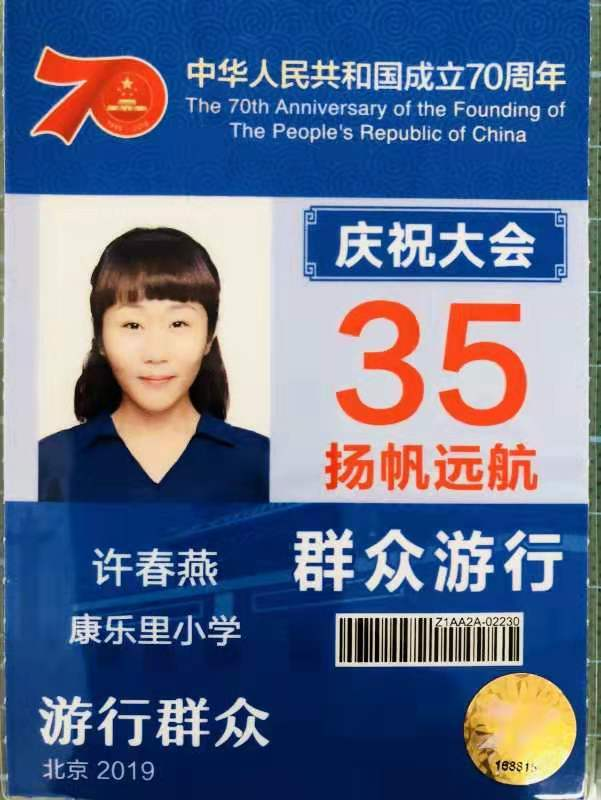 70
中华人民共和国成立70周年
The 70th Anniversary of the Founding of
The People's Republic of China
庆祝大会
35
扬帆远航
许春燕
康乐里小学
群众游行
Z1AA2A-02230
游行群众
北京 2019